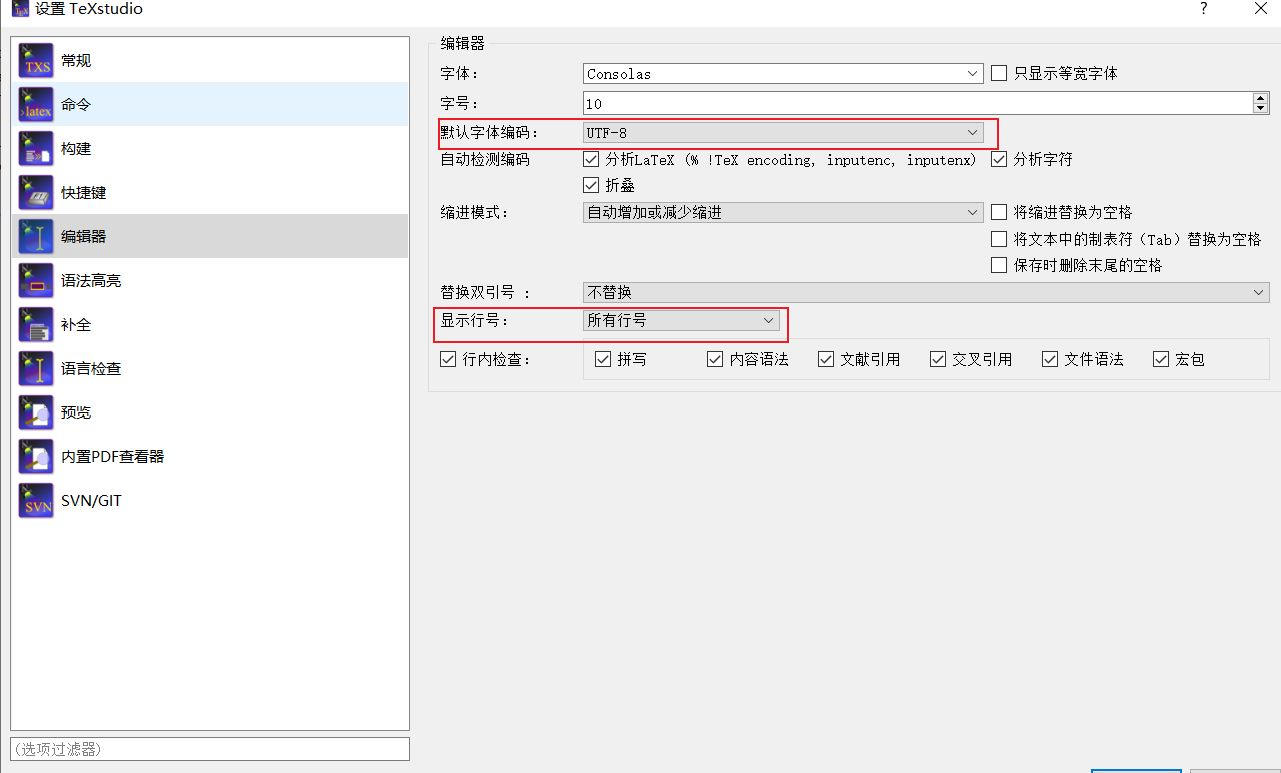 设置 TeXstudio
?
常规
命令
构建
快捷键
编辑器
语法高亮
补全
语言检查
预览
内置PDF查看器
SVN/GIT
(选项过滤器)
编辑器
字体： Consolas 只显示等宽字体
字号： 10
默认字体编码： UTF-8
自动检测编码 分析LaTeX (% !TeX encoding, inputenc, inputenx) 分析字符
折叠
缩进模式： 自动增加或减少缩进 将缩进替换为空格
将文本中的制表符（Tab）替换为空格
保存时删除末尾的空格
替换双引号 ： 不替换
显示行号： 所有行号
行内检查： 拼写 内容语法 文献引用 交叉引用 文件语法 宏包